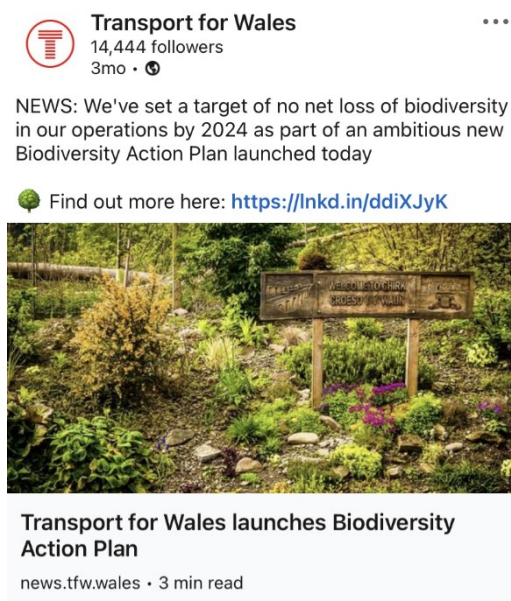 Transport for Wales
14,444 followers
3mo •
NEWS: We've set a target of no net loss of biodiversity
in our operations by 2024 as part of an ambitious new
Biodiversity Action Plan launched today
Find out more here: https://lnkd.in/ddiXJyK
WELCOME TO CHIRK
CROESO I'R WAUN
Transport for Wales launches Biodiversity
Action Plan
news.tfw.wales • 3 min read